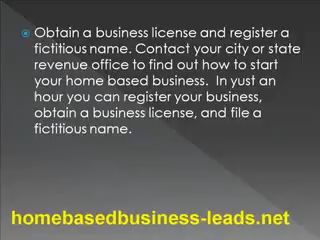 Obtain a business license and register a
fictitious name. Contact your city or state
revenue office to find out how to start
your home based business. In yust an
hour you can register your business,
obtain a business license, and file a
fictitious name.
homebasedbusiness-leads.net